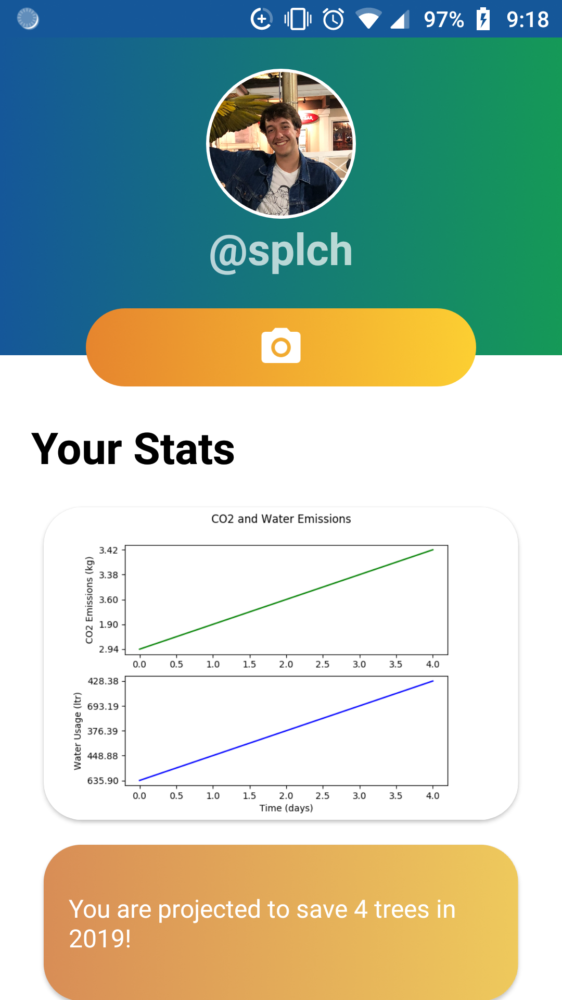 97% 9:18
@splch
Your Stats
CO2 and Water Emissions
CO2 Emissions (kg)
3.42
3.38
3.60
1.90
2.94
0.0 0.5 1.0 1.5 2.0 2.5 3.0 3.5 4.0
Water Usage (ltr)
428.38
693.19
376.39
448.88
635.90
0.0 0.5 1.0 1.5 2.0 2.5 3.0 3.5 4.0
Time (days)
You are projected to save 4 trees in
2019!